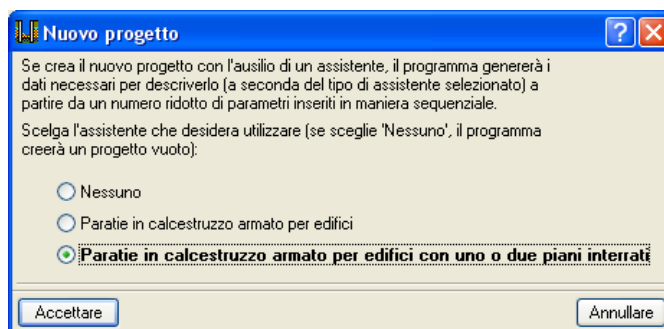 Nuovo progetto
Se crea il nuovo progetto con l'ausilio di un assistente, il programma genererà i
dati necessari per descriverlo (a seconda del tipo di assistente selezionato) a
partire da un numero ridotto di parametri inseriti in maniera sequenziale.
Scelga l'assistente che desidera utilizzare (se sceglie 'Nessuno', il programma
creerà un progetto vuoto):
Nessuno
Paratie in calcestruzzo armato per edifici
Paratie in calcestruzzo armato per edifici con uno o due piani interrati
Accettare
Annullare